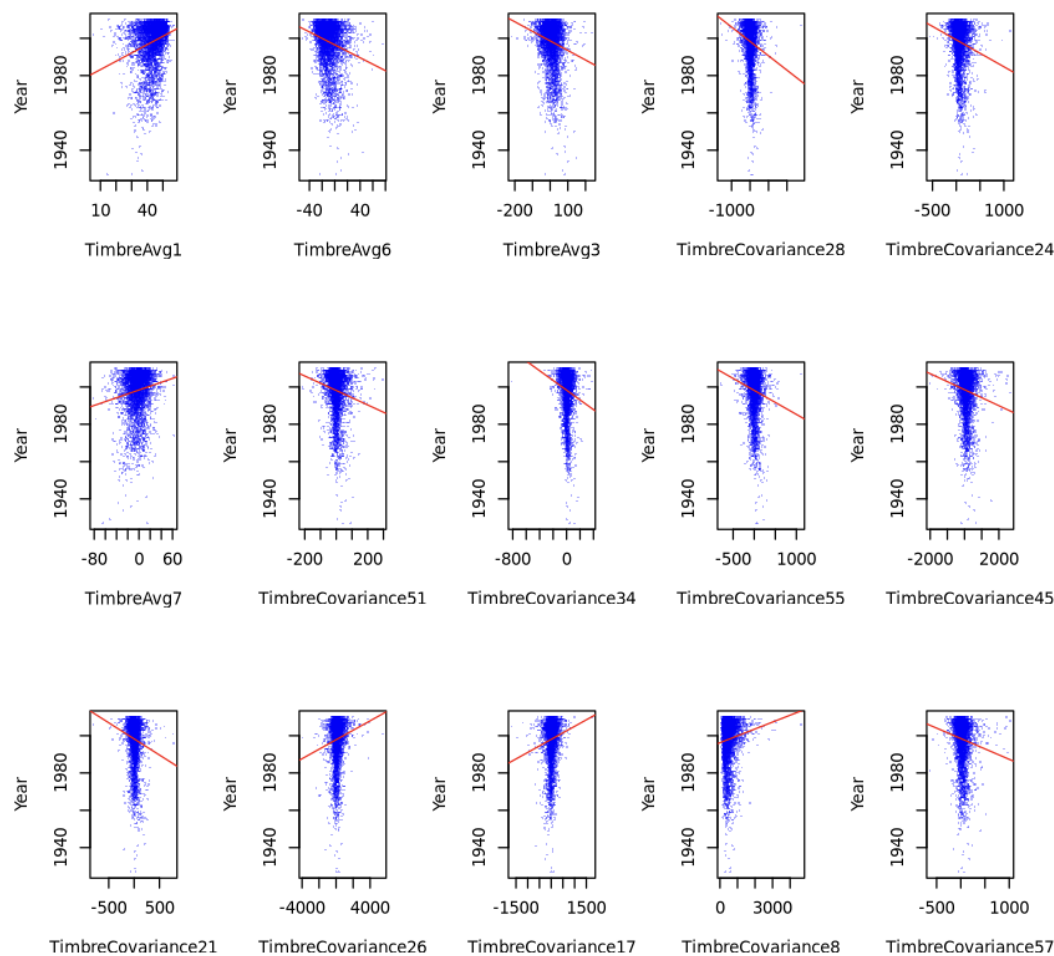 Year Year Year Year Year
1940 1980 1940 1980 1940 1980 1940 1980 1940 1980
10 40 -40 40 -200 100 -1000 -500 1000
TimbreAvg1 TimbreAvg6 TimbreAvg3 TimbreCovariance28 TimbreCovariance24
Year Year Year Year Year
1940 1980 1940 1980 1940 1980 1940 1980 1940 1980
-80 0 60 -200 200 -800 0 -500 1000 -2000 2000
TimbreAvg7 TimbreCovariance51 TimbreCovariance34 TimbreCovariance55 TimbreCovariance45
Year Year Year Year Year
1940 1980 1940 1980 1940 1980 1940 1980 1940 1980
-500 500 -4000 4000 -1500 1500 0 3000 -500 1000
TimbreCovariance21 TimbreCovariance26 TimbreCovariance17 TimbreCovariance8 TimbreCovariance57